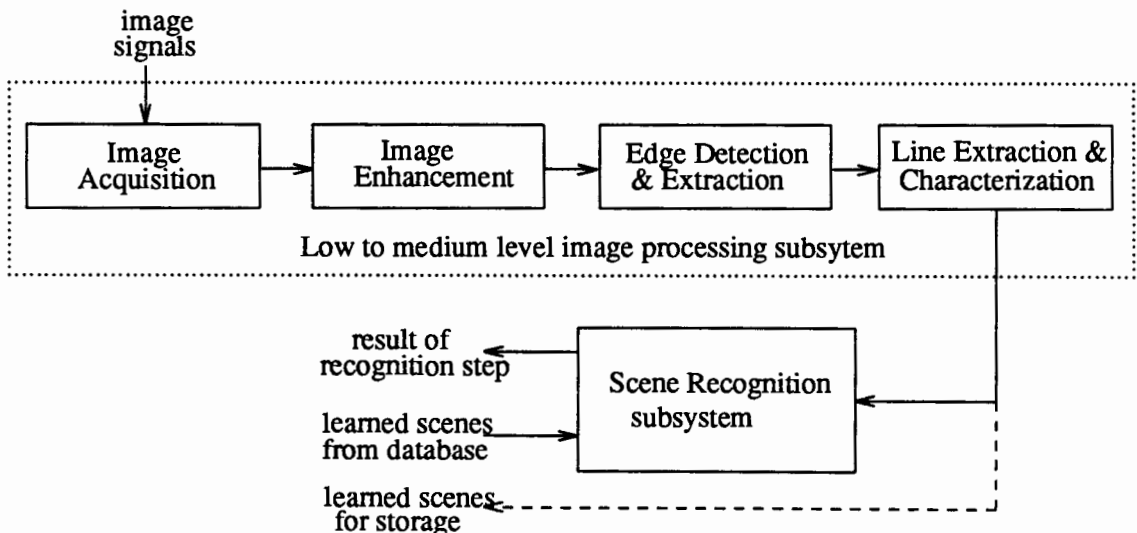 image
signals
Image
Acquisition
Image
Enhancement
Edge Detection
& Extraction
Line Extraction &
Characterization
Low to medium level image processing subsytem
result of
recognition step
Scene Recognition
subsystem
learned scenes
from database
learned scenes
for storage